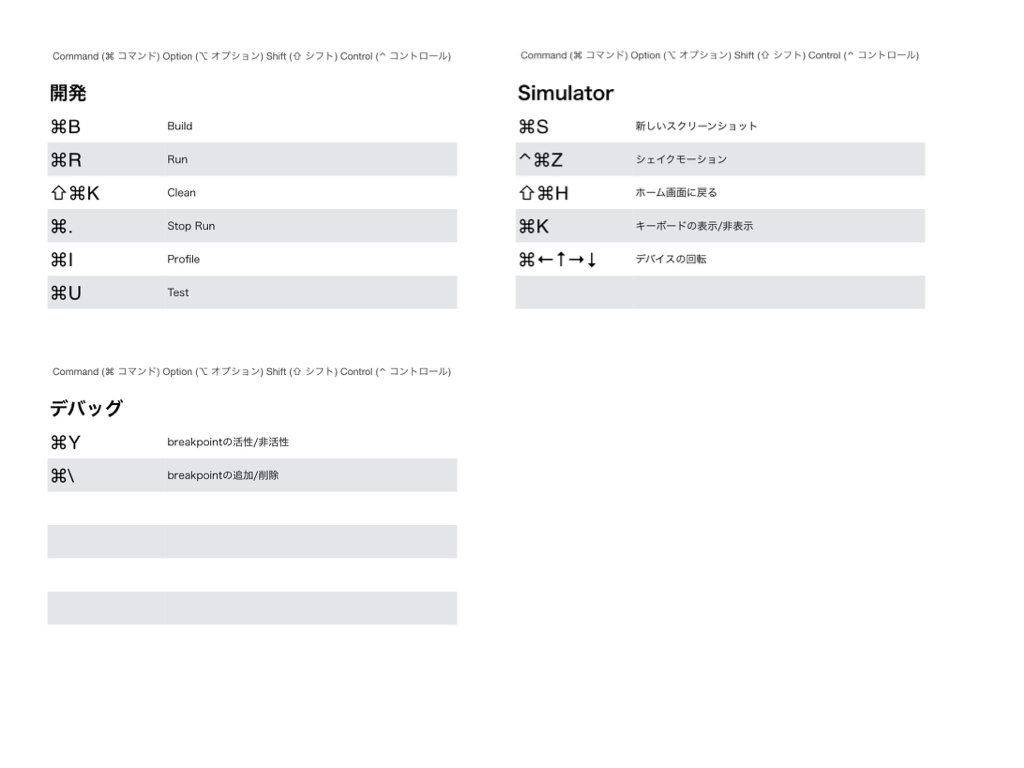 Command (⌘ コマンド) Option (⌥ オプション) Shift (⇧ シフト) Control (⌃ コントロール)
開発
⌘B Build
⌘R Run
⇧⌘K Clean
⌘. Stop Run
⌘I Profile
⌘U Test
Command (⌘ コマンド) Option (⌥ オプション) Shift (⇧ シフト) Control (⌃ コントロール)
Simulator
⌘S 新しいスクリーンショット
⌃⌘Z シェイクモーション
⇧⌘H ホーム画面に戻る
⌘K キーボードの表示/非表示
⌘←↑→↓ デバイスの回転
Command (⌘ コマンド) Option (⌥ オプション) Shift (⇧ シフト) Control (⌃ コントロール)
デバッグ
⌘Y breakpointの活性/非活性
⌘\ breakpointの追加/削除